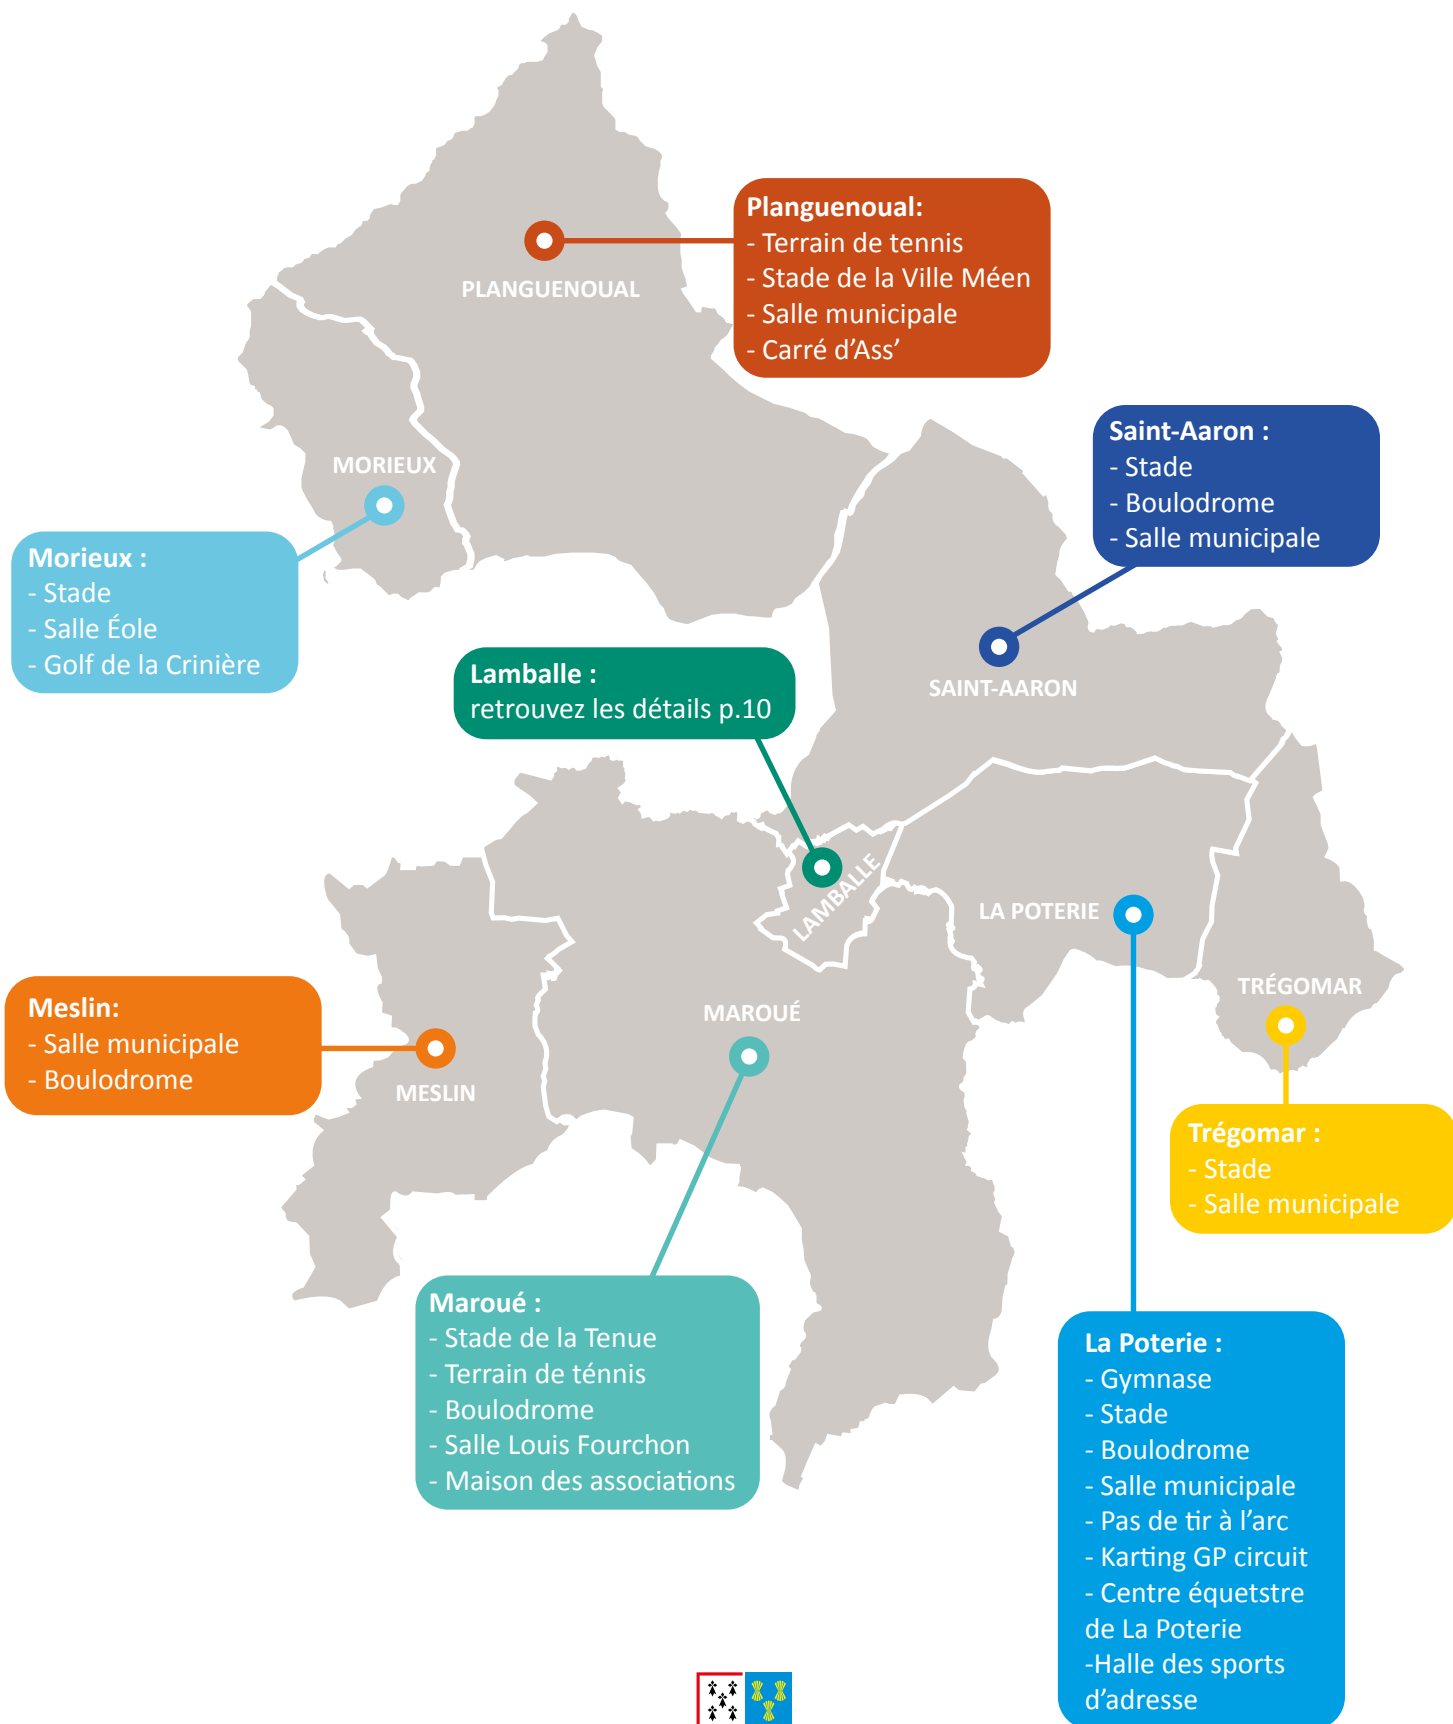 Planguenoual:
- Terrain de tennis
- Stade de la Ville Méen
- Salle municipale
- Carré d’Ass’
PLANGUENOUAL
Saint-Aaron :
- Stade
- Boulodrome
- Salle municipale
MORIEUX
Morieux :
- Stade
- Salle Éole
- Golf de la Crinière
Lamballe :
retrouvez les détails p.10
SAINT-AARON
LAMBALLE
LA POTERIE
TRÉGOMAR
MAROUÉ
Meslin:
- Salle municipale
- Boulodrome
MESLIN
Trégomar :
- Stade
- Salle municipale
Maroué :
- Stade de la Tenue
- Terrain de ténnis
- Boulodrome
- Salle Louis Fourchon
- Maison des associations
La Poterie :
- Gymnase
- Stade
- Boulodrome
- Salle municipale
- Pas de tir à l’arc
- Karting GP circuit
- Centre équetstre
de La Poterie
-Halle des sports
d’adresse